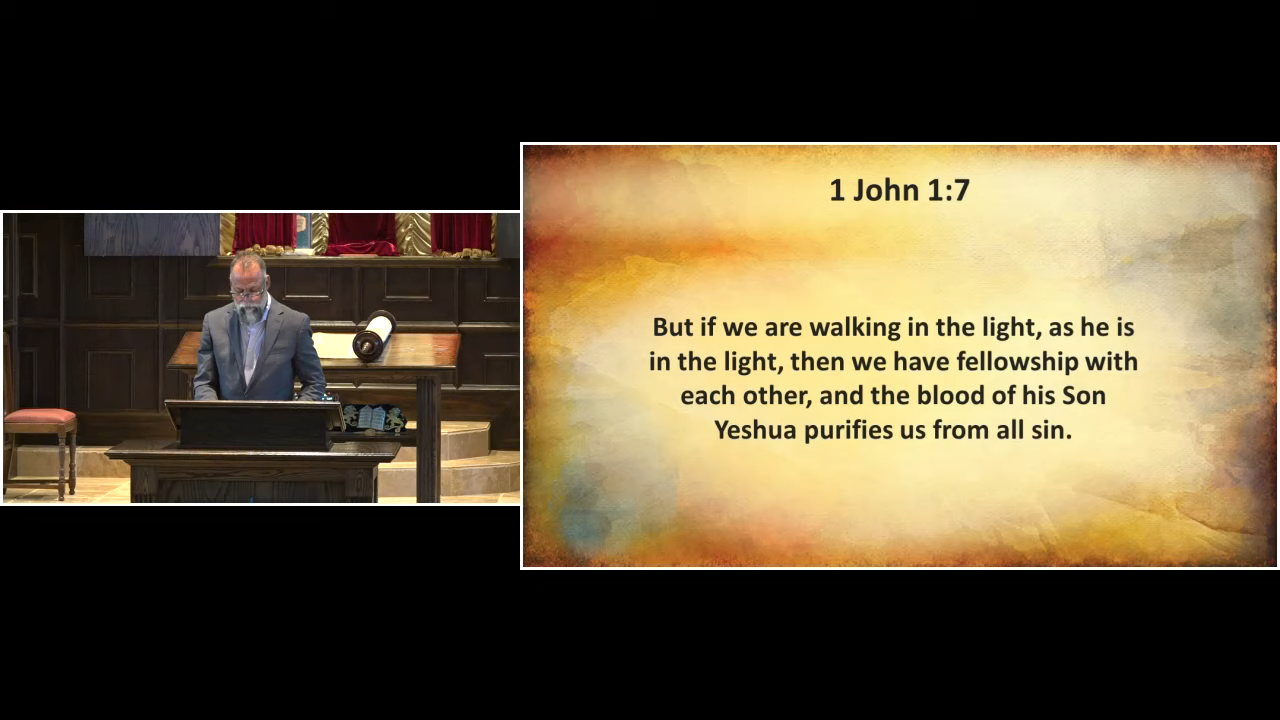 1 John 1:7
But if we are walking in the light, as he is
in the light, then we have fellowship with
each other, and the blood of his Son
Yeshua purifies us from all sin.